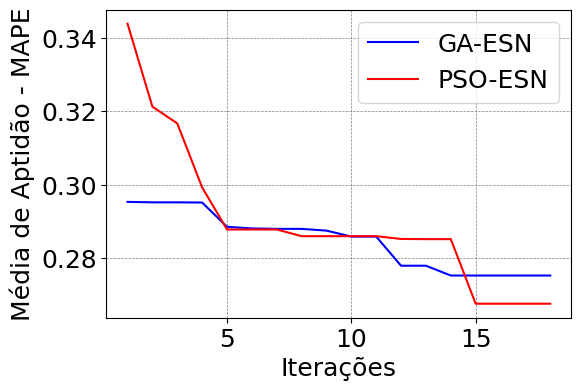 Média de Aptidão - MAPE
0.34
0.32
0.30
0.28
GA-ESN
PSO-ESN
5
10
15
Iterações